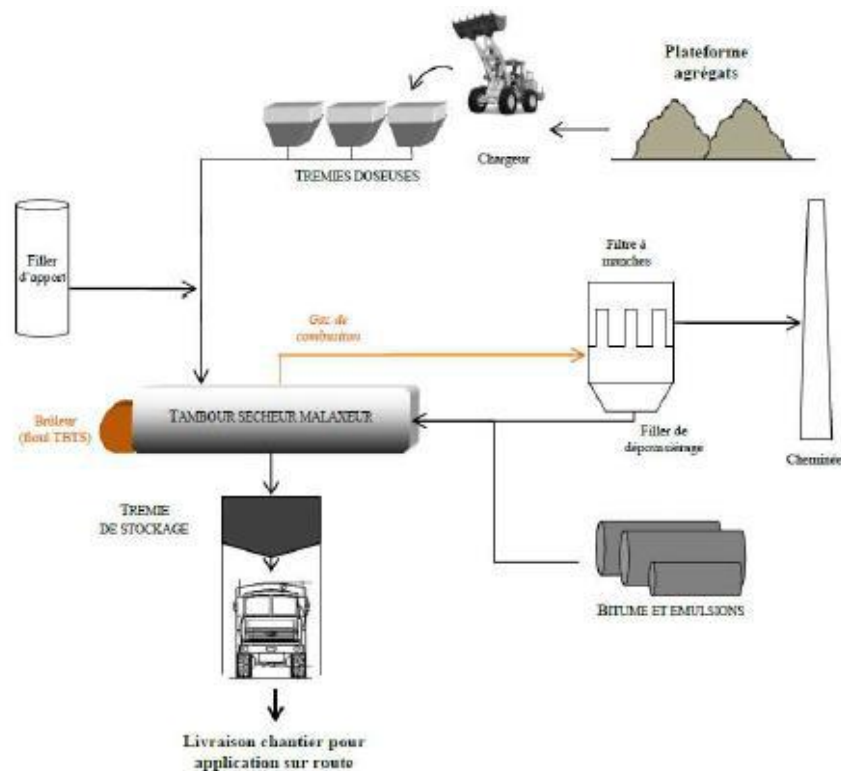 Plateforme
agrégats
Chargeur
TREMIES DOSEUSES
Filler
d'apport
Filtre à
manches
Gaz de
combustion
TAMBOUR SECHEUR MALAXEUR
Brûleur
(fioul TBTS)
Filler de
dépoussiérage
Cheminée
TREMIE
DE STOCKAGE
BITUME ET EMULSIONS
Livraison chantier pour
application sur route